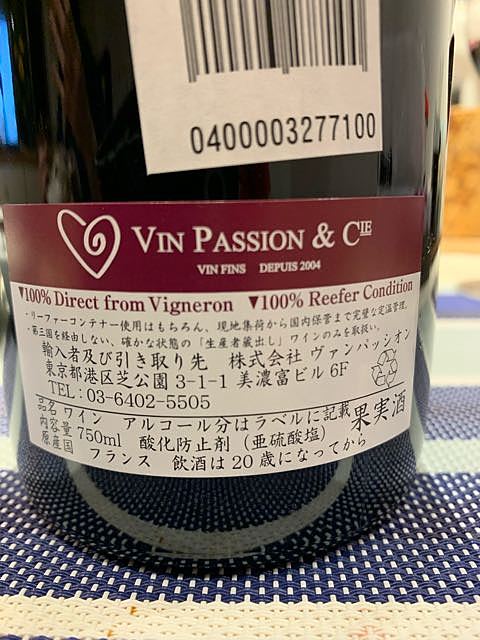 0400003277100
VIN PASSION & CIE
VIN FINS DEPUIS 2004
▼100% Direct from Vigneron ▼100% Reefer Condition
・リーファーコンテナー使用はもちろん、現地集荷から国内保管まで完璧な定温管理。
・第三国を経由しない、確かな状態の「生産者蔵出し」ワインのみを取扱い。
輸入者及び引き取り先 株式会社 ヴァンパッシオン
東京都港区芝公園 3-1-1 美濃富ビル 6F
TEL : 03-6402-5505
品名 ワイン アルコール分はラベルに記載 果実酒
内容量 750ml 酸化防止剤（亜硫酸塩）
原産国 フランス 飲酒は 20 歳になってから